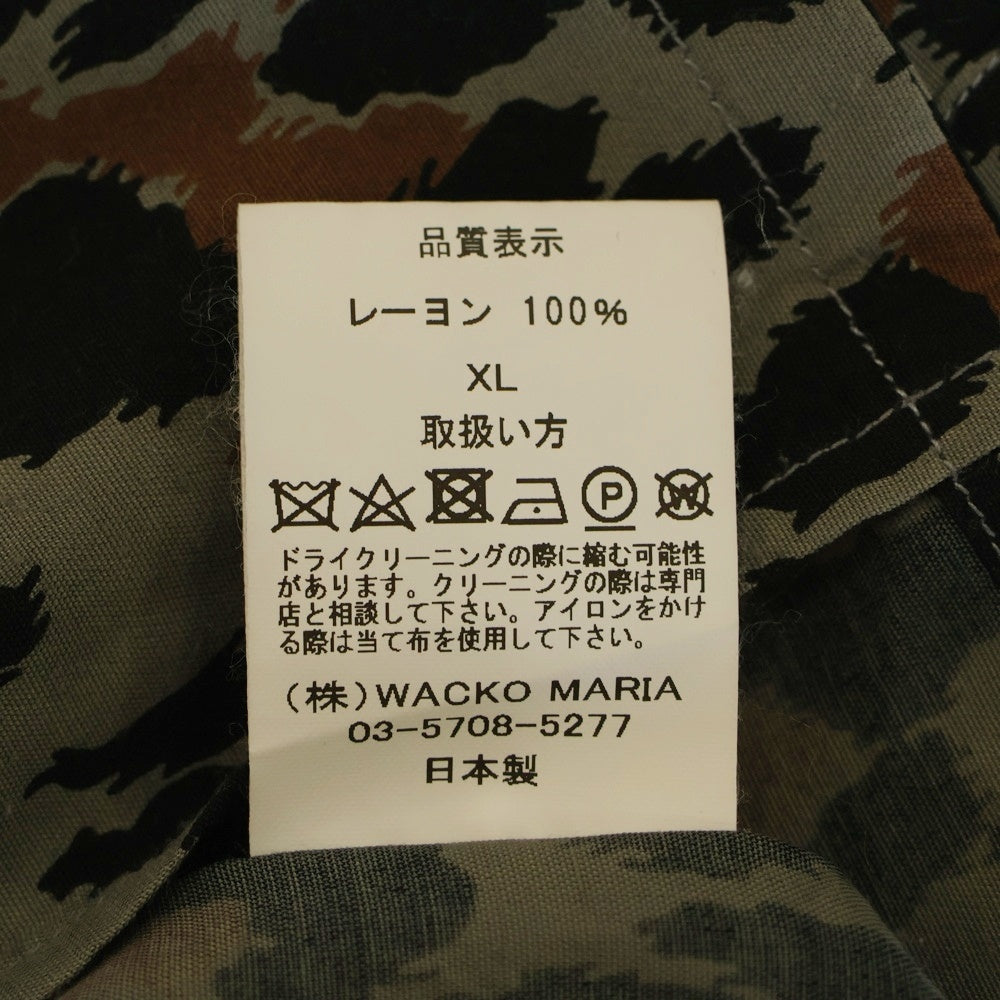 品質表示
レーヨン 100%
XL
取扱い方
P W
ドライクリーニングの際に縮む可能性
があります。クリーニングの際は専門
店と相談して下さい。アイロンをかけ
る際は当て布を使用して下さい。
(株)WACKO MARIA
03-5708-5277
日本製